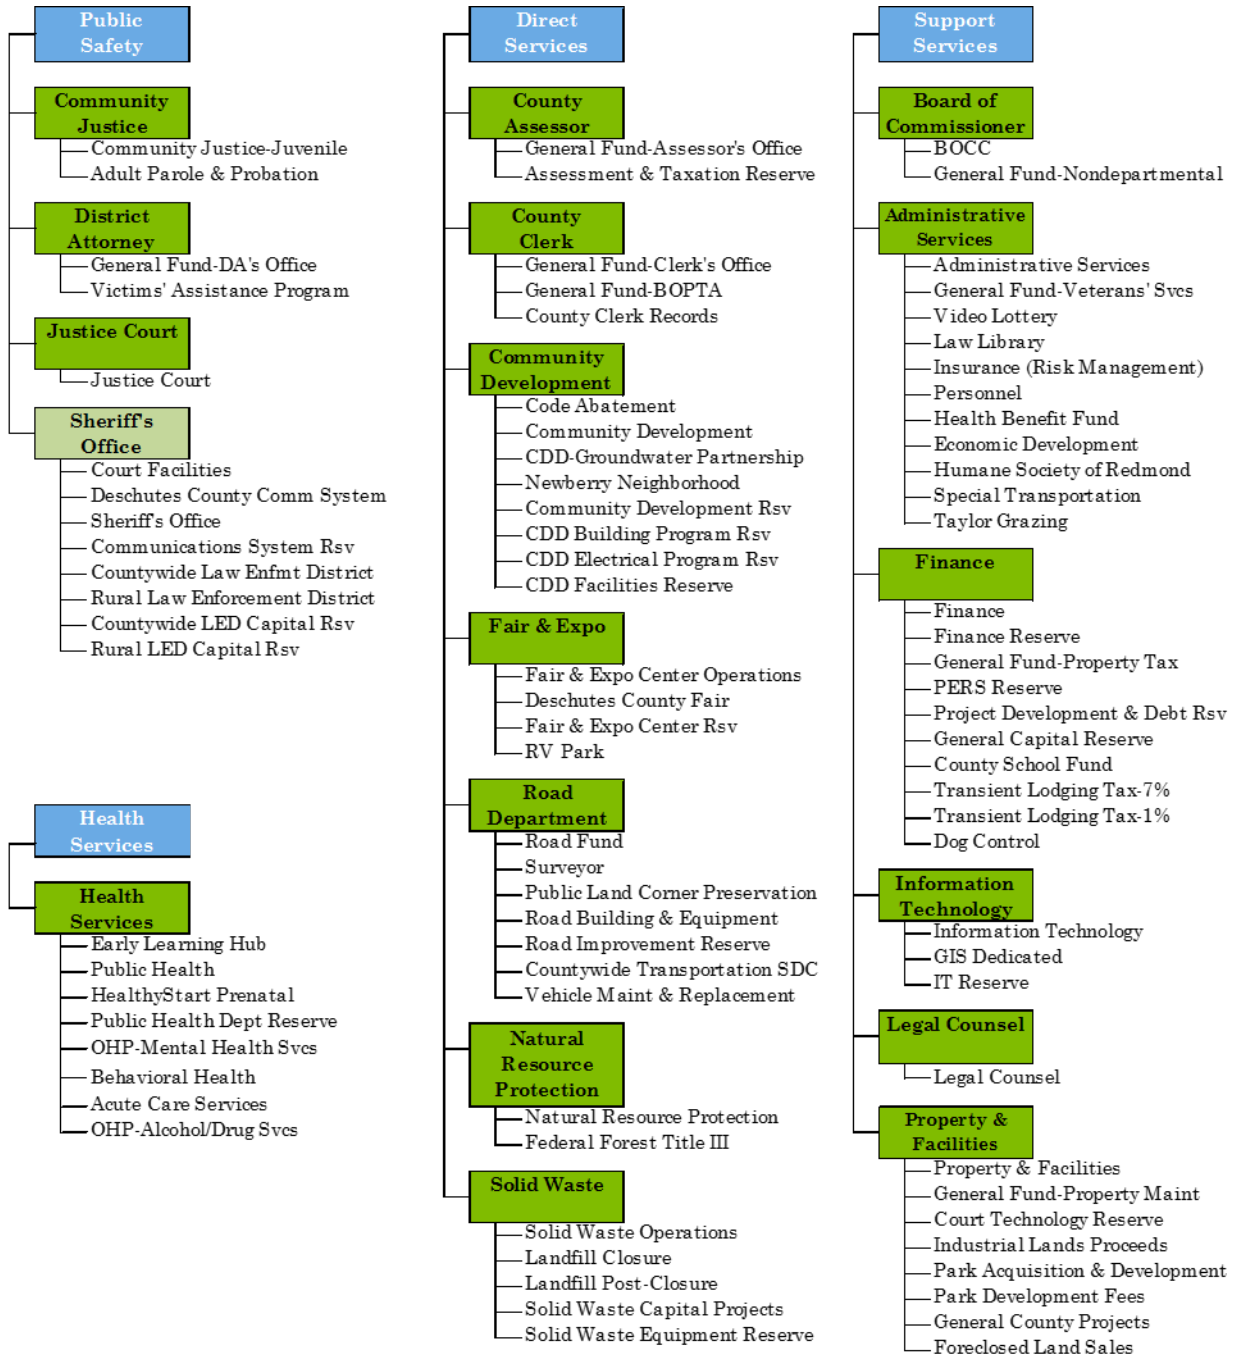 Public
Safety
Community
Justice
Community Justice-Juvenile
Adult Parole & Probation
District
Attorney
General Fund-DA's Office
Victims' Assistance Program
Justice Court
Justice Court
Sheriff's
Office
Court Facilities
Deschutes County Comm System
Sheriff's Office
Communications System Rsv
Countywide Law Enfmt District
Rural Law Enforcement District
Countywide LED Capital Rsv
Rural LED Capital Rsv
Health
Services
Health
Services
Early Learning Hub
Public Health
HealthyStart Prenatal
Public Health Dept Reserve
OHP-Mental Health Svcs
Behavioral Health
Acute Care Services
OHP-Alcohol/Drug Svcs
Direct
Services
County
Assessor
General Fund-Assessor's Office
Assessment & Taxation Reserve
County
Clerk
General Fund-Clerk's Office
General Fund-BOPTA
County Clerk Records
Community
Development
Code Abatement
Community Development
CDD-Groundwater Partnership
Newberry Neighborhood
Community Development Rsv
CDD Building Program Rsv
CDD Electrical Program Rsv
CDD Facilities Reserve
Fair & Expo
Fair & Expo Center Operations
Deschutes County Fair
Fair & Expo Center Rsv
RV Park
Road
Department
Road Fund
Surveyor
Public Land Corner Preservation
Road Building & Equipment
Road Improvement Reserve
Countywide Transportation SDC
Vehicle Maint & Replacement
Natural
Resource
Protection
Natural Resource Protection
Federal Forest Title III
Solid Waste
Solid Waste Operations
Landfill Closure
Landfill Post-Closure
Solid Waste Capital Projects
Solid Waste Equipment Reserve
Support
Services
Board of
Commissioner
BOCC
General Fund-Nondepartmental
Administrative
Services
Administrative Services
General Fund-Veterans' Svcs
Video Lottery
Law Library
Insurance (Risk Management)
Personnel
Health Benefit Fund
Economic Development
Humane Society of Redmond
Special Transportation
Taylor Grazing
Finance
Finance
Finance Reserve
General Fund-Property Tax
PERS Reserve
Project Development & Debt Rsv
General Capital Reserve
County School Fund
Transient Lodging Tax-7%
Transient Lodging Tax-1%
Dog Control
Information
Technology
Information Technology
GIS Dedicated
IT Reserve
Legal Counsel
Legal Counsel
Property &
Facilities
Property & Facilities
General Fund-Property Maint
Court Technology Reserve
Industrial Lands Proceeds
Park Acquisition & Development
Park Development Fees
General County Projects
Foreclosed Land Sales